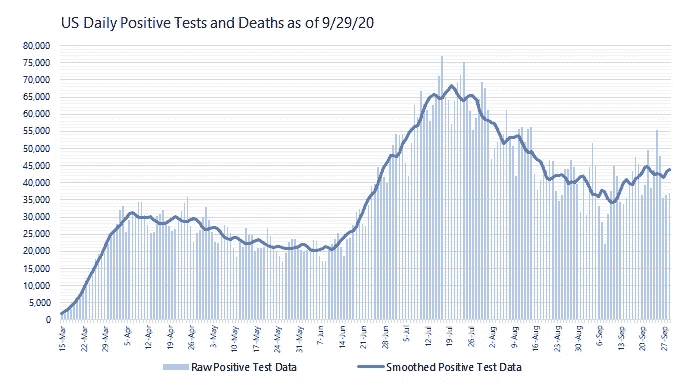 US Daily Positive Tests and Deaths as of 9/29/20
80,000
75,000
70,000
65,000
60,000
55,000
50,000
45,000
40,000
35,000
30,000
25,000
20,000
15,000
10,000
5,000
0
15-Mar
22-Mar
29-Mar
5-Apr
12-Apr
19-Apr
26-Apr
3-May
10-May
17-May
24-May
31-May
7-Jun
14-Jun
21-Jun
28-Jun
5-Jul
12-Jul
19-Jul
26-Jul
2-Aug
9-Aug
16-Aug
23-Aug
30-Aug
6-Sep
13-Sep
20-Sep
27-Sep
Raw Positive Test Data
Smoothed Positive Test Data